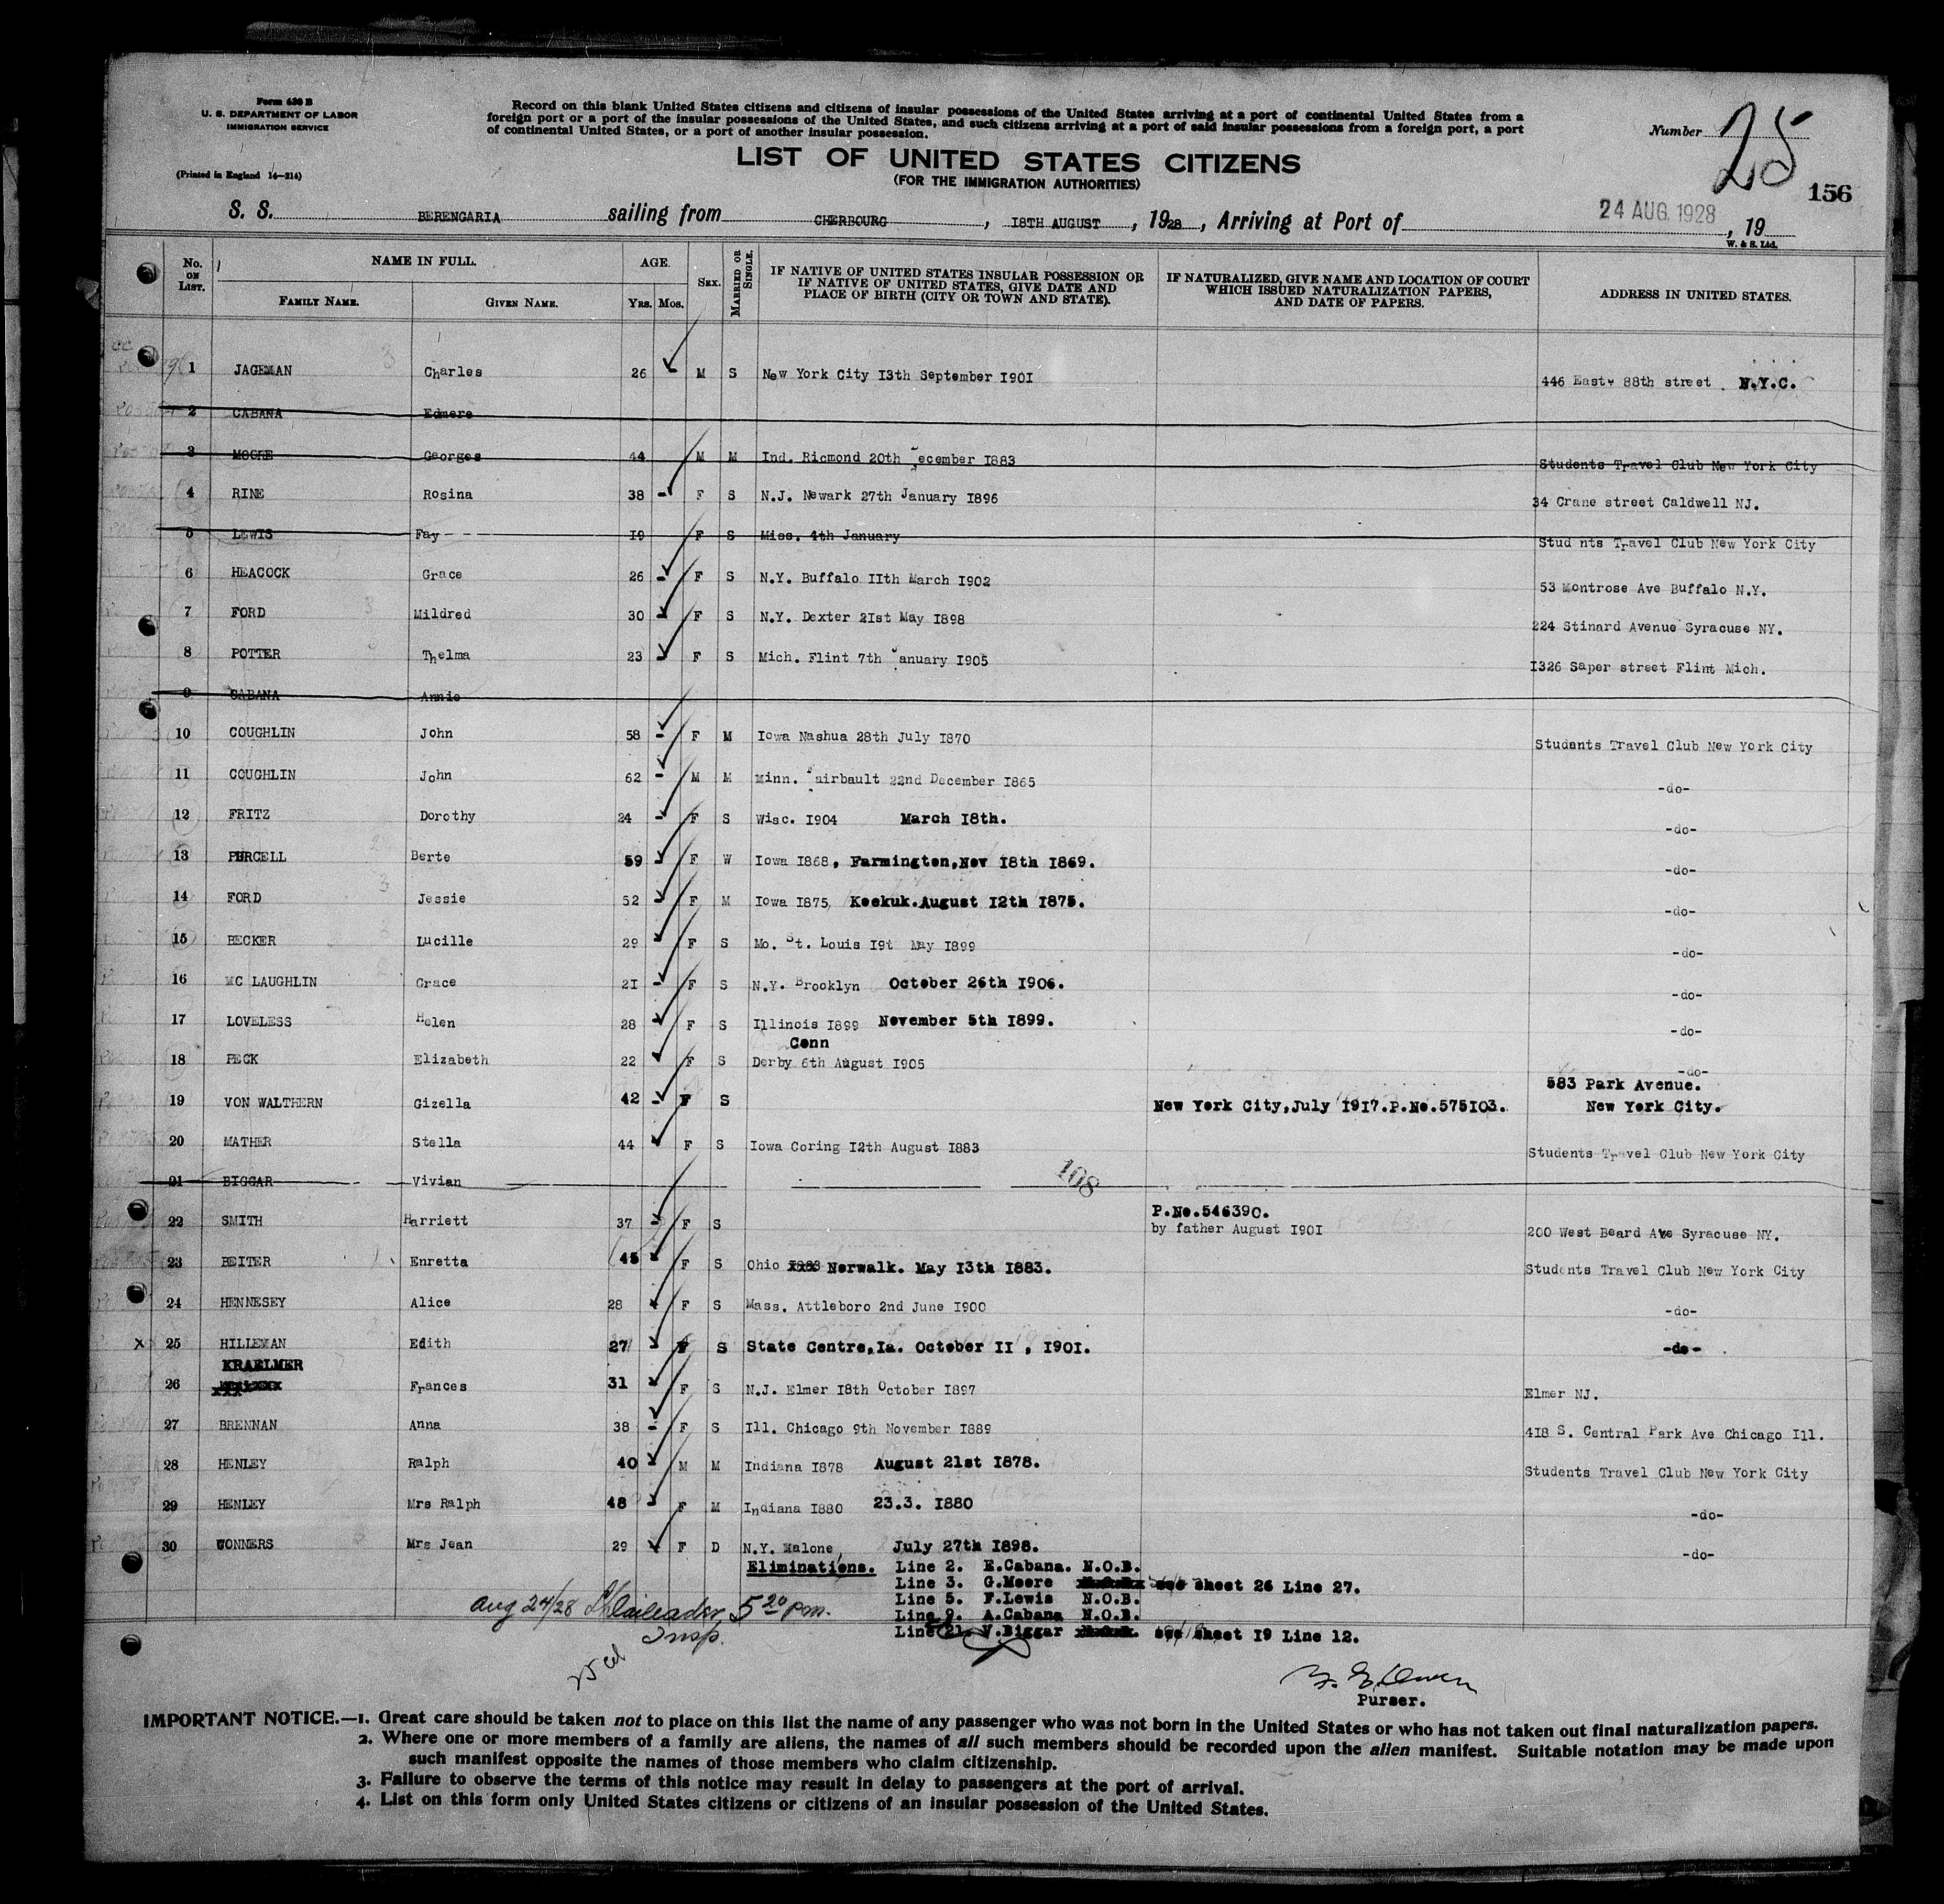 Form 630 B
U. S. DEPARTMENT OF LABOR
IMMIGRATION SERVICE
(Printed in England 14—214)
Record on this blank United States citizens and citizens of insular possessions of the United States arriving at a port of continental United States from a
foreign port or a port of the insular possessions of the United States, and such citizens arriving at a port of said insular possessions from a foreign port, a port
of continental United States, or a port of another insular possession.
LIST OF UNITED STATES CITIZENS
(FOR THE IMMIGRATION AUTHORITIES)
Number 25
156
S. S. BERENGARIA sailing from CHERBOURG, 18TH AUGUST, 1928, Arriving at Port of 24 AUG. 1928, 19
W. & S. Ltd.
No. ON LIST. NAME IN FULL. FAMILY NAME. GIVEN NAME. AGE. YRS. MOS. SEX. MARRIED OR SINGLE. IF NATIVE OF UNITED STATES INSULAR POSSESSION OR IF NATIVE OF UNITED STATES, GIVE DATE AND PLACE OF BIRTH (CITY OR TOWN AND STATE). IF NATURALIZED, GIVE NAME AND LOCATION OF COURT WHICH ISSUED NATURALIZATION PAPERS, AND DATE OF PAPERS. ADDRESS IN UNITED STATES.
1 JAGEMAN Charles 26 M S New York City 13th September 1901 446 East 88th street N.Y.C.
2 CABANA Edmere
3 MOORE Georges 44 M M Ind. Ricmond 20th December 1883 Students Travel Club New York City
4 RINE Rosina 38 - F S N.J. Newark 27th January 1896 34 Crane street Caldwell NJ.
5 LEWIS Fay 19 F S Miss. 4th January Stud nts Travel Club New York City
6 HEACOCK Grace 26 - F S N.Y. Buffalo 11th March 1902 53 Montrose Ave Buffalo N.Y.
7 FORD Mildred 30 - F S N.Y. Dexter 21st May 1898 224 Stinard Avenue Syracuse NY.
8 POTTER Thelma 23 - F S Mich. Flint 7th January 1905 1326 Saper street Flint Mich.
9 CABANA Annie
10 COUGHLIN John 58 - F M Iowa Nashua 28th July 1870 Students Travel Club New York City
11 COUGHLIN John 62 - M M Minn. Fairbault 22nd December 1865 -do-
12 FRITZ Dorothy 24 - F S Wisc. 1904 March 18th. -do-
13 PURCELL Berte 59 - F W Iowa 1868, Farmington,Nov 18th 1869. -do-
14 FORD Jessie 52 - F M Iowa 1875, Keekuk.August 12th 1875. -do-
15 BECKER Lucille 29 - F S Mo. St. Louis 19t May 1899 -do-
16 MC LAUGHLIN Grace 21 - F S N.Y. Brooklyn October 26th 1906. -do-
17 LOVELESS Helen 28 - F S Illinois 1899 November 5th 1899. -do-
Conn
18 PECK Elizabeth 22 F S Derby 6th August 1905 -do-
583 Park Avenue.
19 VON WALTHERN Gizella 42 - F S New York City,July 1917.P.No.575103. New York City.
20 MATHER Stella 44 F S Iowa Coring 12th August 1883 Students Travel Club New York City
21 BIGGAR Vivian
108
P.No.546390.
22 SMITH Harriett 37 - F S by father August 1901 200 West Beard Ave Syracuse NY.
23 BEITER Enretta 45 F S Ohio 1883 Norwalk. May 13th 1883. Students Travel Club New York City
24 HENNESEY Alice 28 F S Mass. Attleboro 2nd June 1900 -do-
X 25 HILLEMAN Edith 27 F S State Centre,Ia. October 11 , 1901. -do-
KRAELMER
26 Frances 31 F S N.J. Elmer 18th October 1897 Elmer NJ.
27 BRENNAN Anna 38 - F S Ill. Chicago 9th November 1889 418 S. Central Park Ave Chicago Ill.
28 HENLEY Ralph 40 M M Indiana 1878 August 21st 1878. Students Travel Club New York City
29 HENLEY Mrs Ralph 48 F M Indiana 1880 23.3. 1880 -do-
30 CONNERS Mrs Jean 29 F D N.Y. Malone, July 27th 1898. -do-
Eliminations. Line 2. E.Cabana. N.O.B.
Line 3. G.Moore see sheet 26 Line 27.
Line 5. F.Lewis N.O.B.
Line 9. A.Cabana N.O.B.
Line 21. V.Biggar see sheet 19 Line 12.
Aug 24/28 5 20 pm.
Insp.
Purser.
IMPORTANT NOTICE.—1. Great care should be taken not to place on this list the name of any passenger who was not born in the United States or who has not taken out final naturalization papers.
2. Where one or more members of a family are aliens, the names of all such members should be recorded upon the alien manifest. Suitable notation may be made upon
such manifest opposite the names of those members who claim citizenship.
3. Failure to observe the terms of this notice may result in delay to passengers at the port of arrival.
4. List on this form only United States citizens or citizens of an insular possession of the United States.